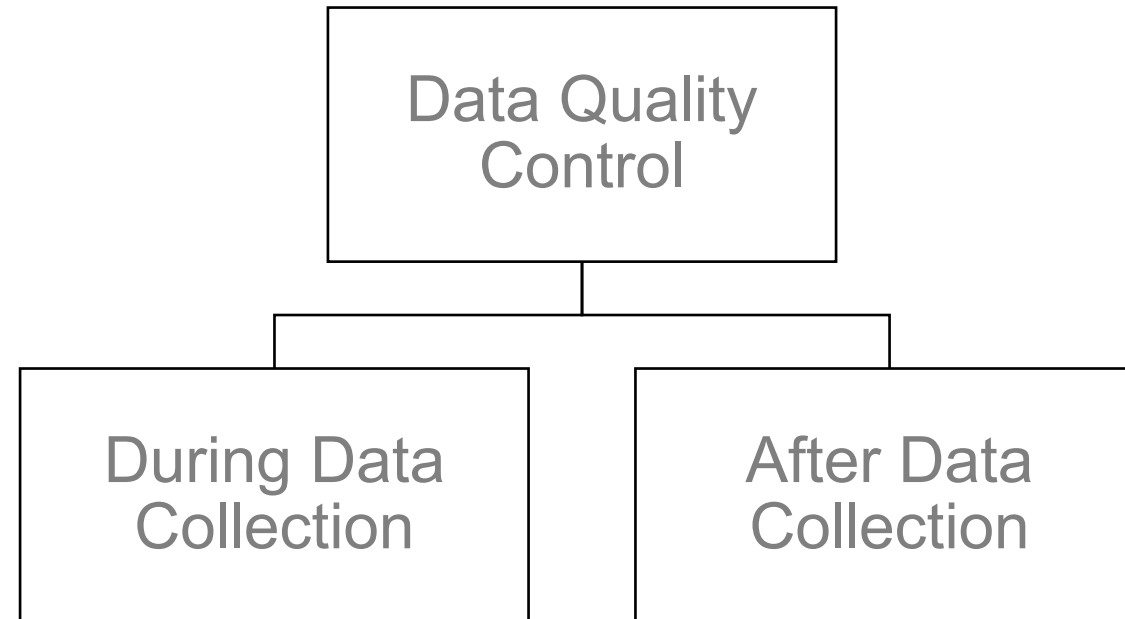 Data Quality
Control
During Data
Collection
After Data
Collection